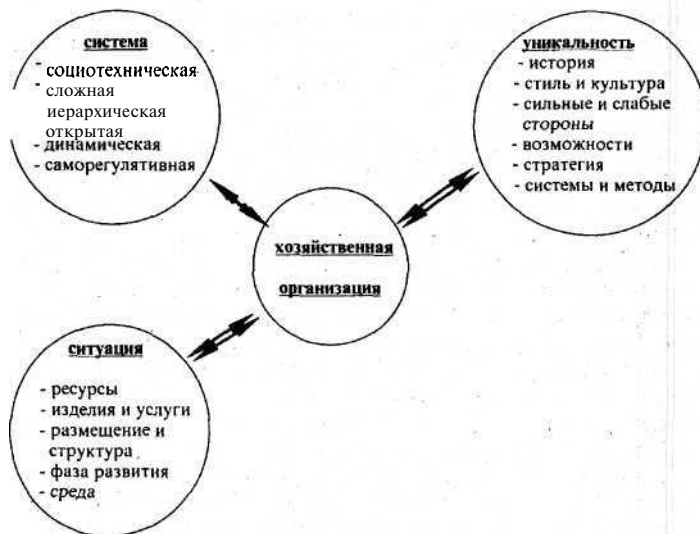 система
-
социотехническая
- сложная
иерархическая
открытая
- динамическая
- саморегулятивная
уникальность
- история
- стиль и культура
- сильные и слабые
стороны
- возможности
- стратегия
- системы и методы
хозяйственная
организация
ситуация
- ресурсы
- изделия и услуги
- размещение и
структура
- фаза развития
- среда